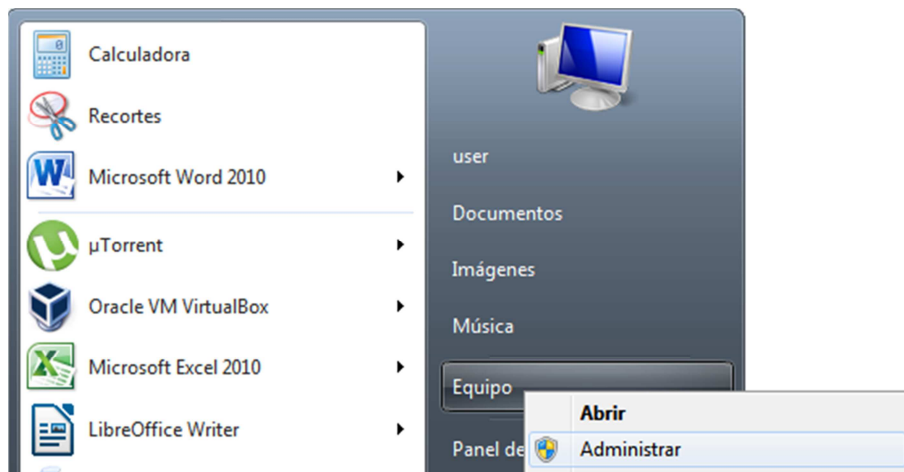 Calculadora
Recortes
Microsoft Word 2010
µTorrent
Oracle VM VirtualBox
Microsoft Excel 2010
LibreOffice Writer
user
Documentos
Imágenes
Música
Equipo
Panel de
Abrir
Administrar